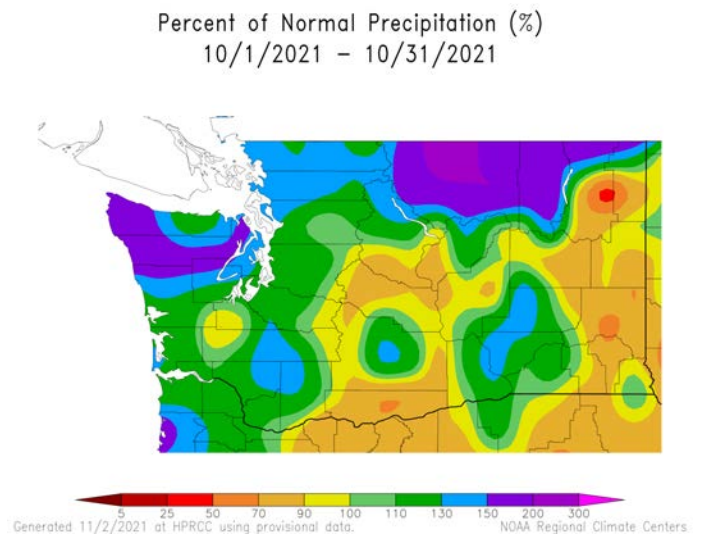 Percent of Normal Precipitation (%)
10/1/2021 – 10/31/2021
5 25 50 70 90 100 110 130 150 200 300
Generated 11/2/2021 at HPRCC using provisional data. NOAA Regional Climate Centers